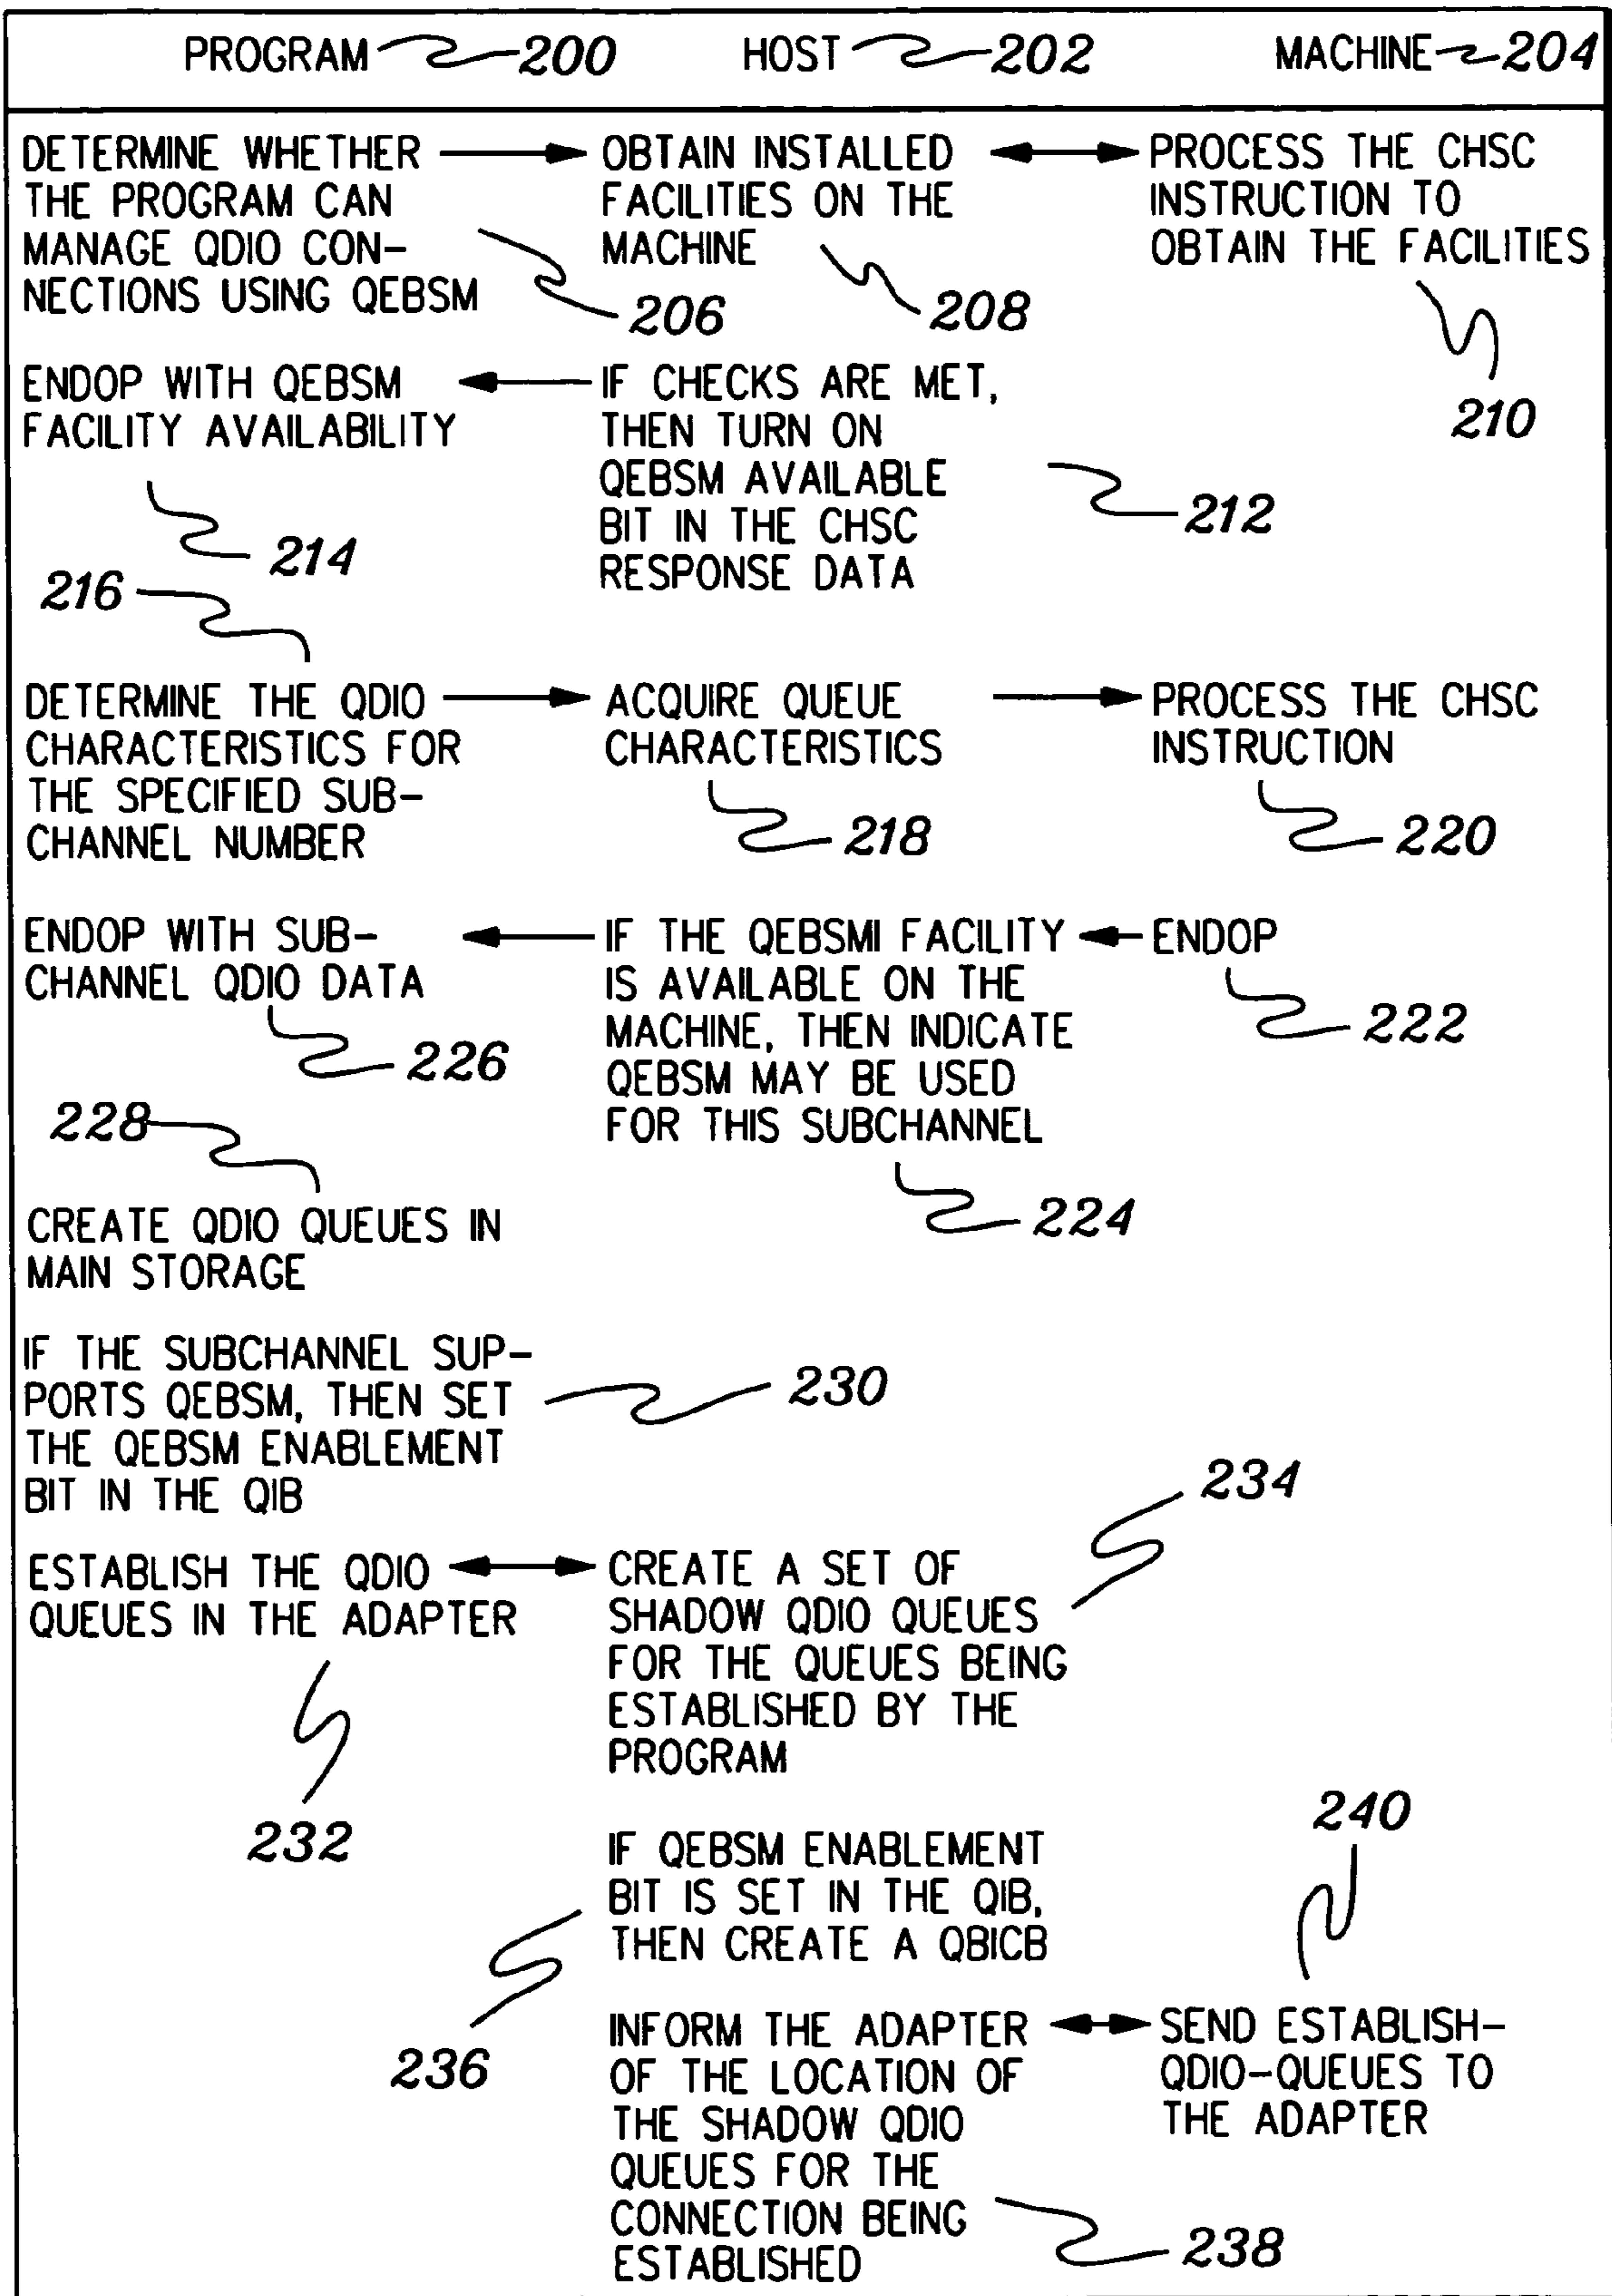 PROGRAM 200 HOST 202 MACHINE 204
DETERMINE WHETHER
THE PROGRAM CAN
MANAGE QDIO CON-
NECTIONS USING QEBSM
206
OBTAIN INSTALLED
FACILITIES ON THE
MACHINE
208
PROCESS THE CHSC
INSTRUCTION TO
OBTAIN THE FACILITIES
210
IF CHECKS ARE MET,
THEN TURN ON
QEBSM AVAILABLE
BIT IN THE CHSC
RESPONSE DATA
212
ENDOP WITH QEBSM
FACILITY AVAILABILITY
214
216
DETERMINE THE QDIO
CHARACTERISTICS FOR
THE SPECIFIED SUB-
CHANNEL NUMBER
ACQUIRE QUEUE
CHARACTERISTICS
218
PROCESS THE CHSC
INSTRUCTION
220
ENDOP
222
IF THE QEBSMI FACILITY
IS AVAILABLE ON THE
MACHINE, THEN INDICATE
QEBSM MAY BE USED
FOR THIS SUBCHANNEL
224
ENDOP WITH SUB-
CHANNEL QDIO DATA
226
228
CREATE QDIO QUEUES IN
MAIN STORAGE
IF THE SUBCHANNEL SUP-
PORTS QEBSM, THEN SET
THE QEBSM ENABLEMENT
BIT IN THE QIB
230
ESTABLISH THE QDIO
QUEUES IN THE ADAPTER
232
234
CREATE A SET OF
SHADOW QDIO QUEUES
FOR THE QUEUES BEING
ESTABLISHED BY THE
PROGRAM
IF QEBSM ENABLEMENT
BIT IS SET IN THE QIB,
THEN CREATE A QBICB
236
INFORM THE ADAPTER
OF THE LOCATION OF
THE SHADOW QDIO
QUEUES FOR THE
CONNECTION BEING
ESTABLISHED
238
240
SEND ESTABLISH-
QDIO-QUEUES TO
THE ADAPTER